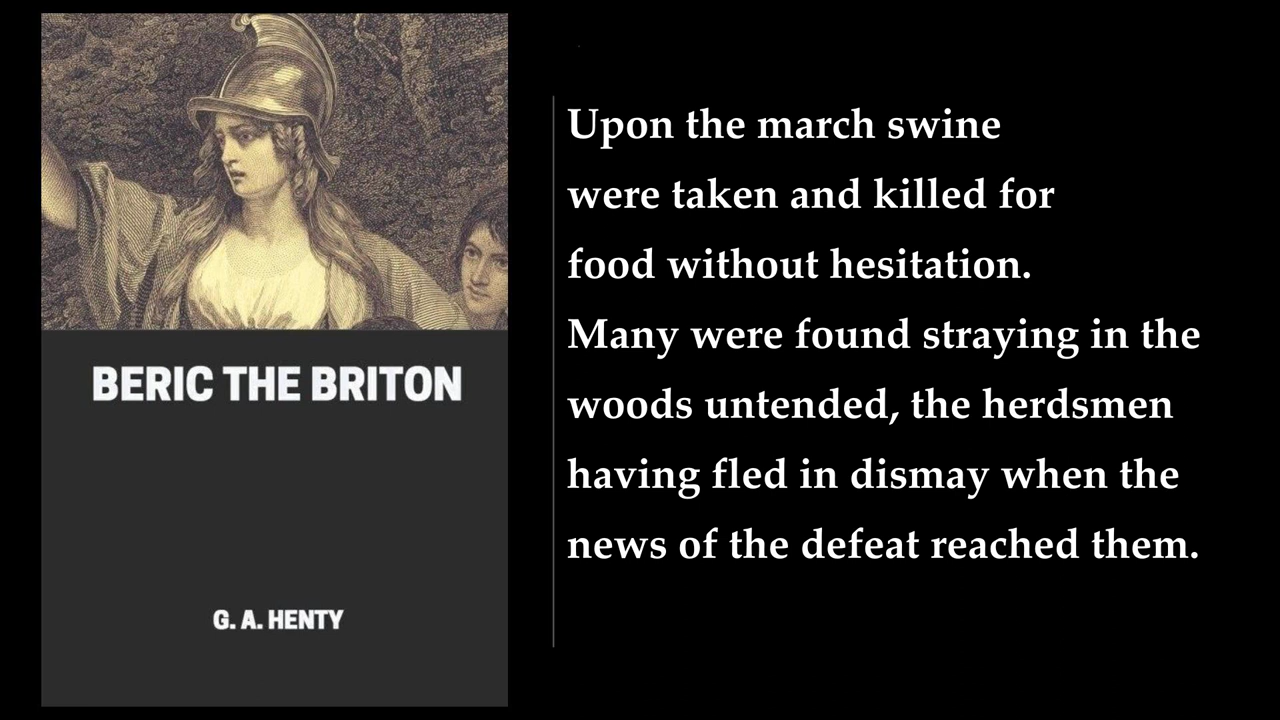 BERIC THE BRITON
G. A. HENTY
Upon the march swine
were taken and killed for
food without hesitation.
Many were found straying in the
woods untended, the herdsmen
having fled in dismay when the
news of the defeat reached them.